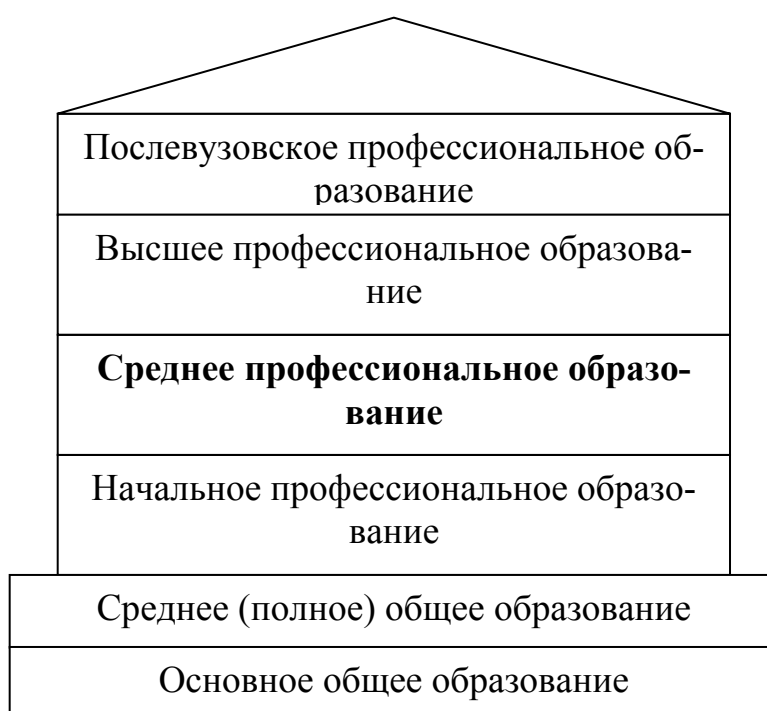 Послевузовское профессиональное об-
разование
Высшее профессиональное образова-
ние
Среднее профессиональное образо-
вание
Начальное профессиональное образо-
вание
Среднее (полное) общее образование
Основное общее образование